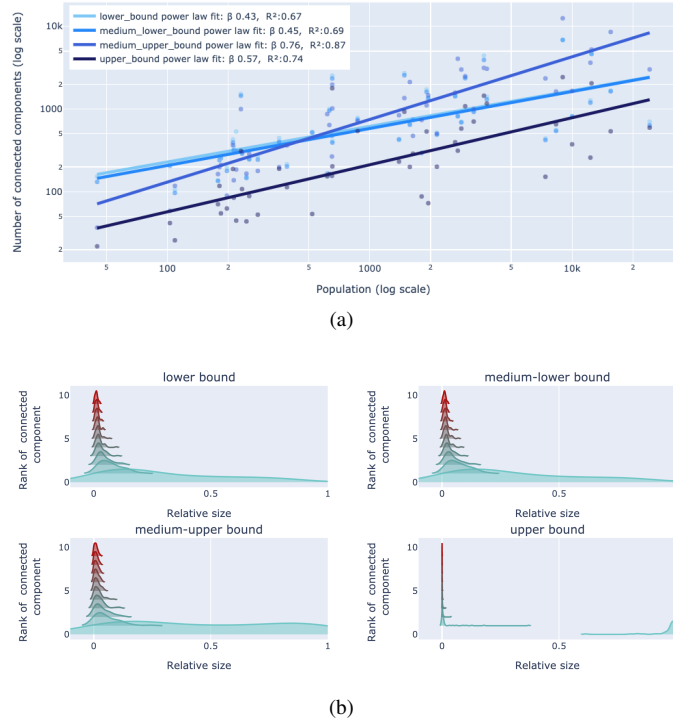 lower_bound power law fit: β 0.43, R²:0.67
medium_lower_bound power law fit: β 0.45, R²:0.69
medium_upper_bound power law fit: β 0.76, R²:0.87
upper_bound power law fit: β 0.57, R²:0.74
Number of connected components (log scale)
10k
5
2
1000
5
2
100
5
2
5
100
2
5
1000
2
5
10k
2
Population (log scale)
(a)
lower bound
Rank of connected
component
10
5
0
0
0.5
1
Relative size
medium-lower bound
Rank of connected
component
10
5
0
0
0.5
Relative size
medium-upper bound
Rank of connected
component
10
5
0
0
0.5
1
Relative size
upper bound
Rank of connected
component
10
5
0
0
0.5
Relative size
(b)